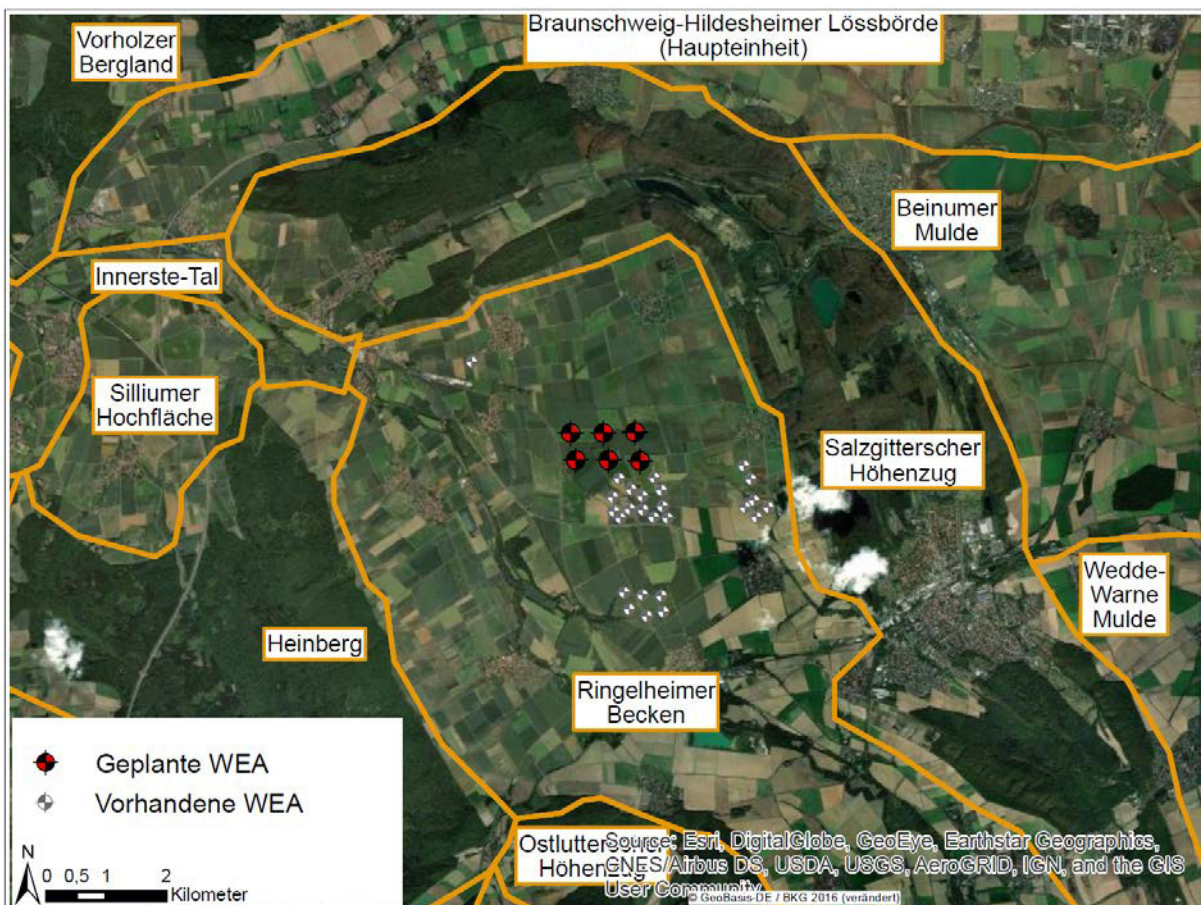 Braunschweig-Hildesheimer Lössbörde
(Haupteinheit)
Vorholzer
Bergland
Beinumer
Mulde
Innerste-Tal
Silliumer
Hochfläche
Salzgitterscher
Höhenzug
Wedde-
Warne
Mulde
Heinberg
Ringelheimer
Becken
Geplante WEA
Vorhandene WEA
N
0 0,5 1 2
Kilometer
Höhenzug
Source: Esri, DigitalGlobe, GeoEye, Earthstar Geographics,
CNES/Airbus DS, USDA, USGS, AeroGRID, IGN, and the GIS
User Community
© GeoBasis-DE / BKG 2016 (verändert)